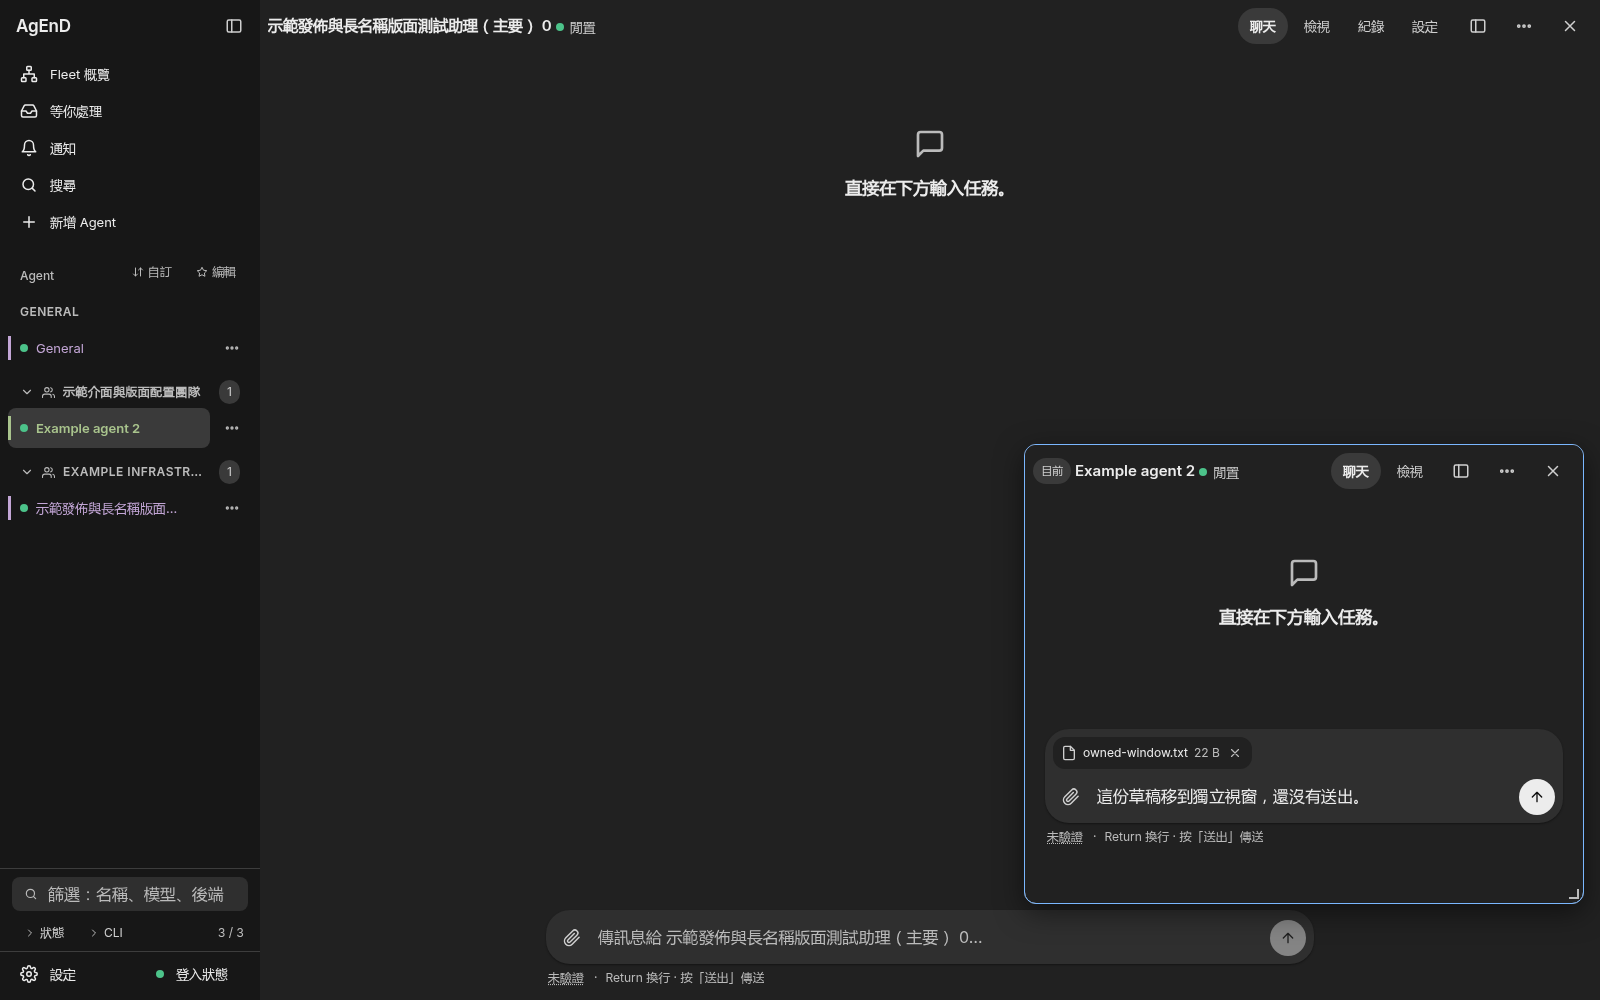 AgEnD
Fleet 概覽
等你處理
通知
搜尋
新增 Agent
Agent
自訂
編輯
GENERAL
General
示範介面與版面配置團隊 1
Example agent 2
EXAMPLE INFRASTR... 1
示範發佈與長名稱版面...
篩選：名稱、模型、後端
狀態
CLI
3 / 3
設定
登入狀態
示範發佈與長名稱版面測試助理（主要）0 閒置
聊天
檢視
紀錄
設定
直接在下方輸入任務。
目前 Example agent 2 閒置
聊天
檢視
直接在下方輸入任務。
owned-window.txt 22 B
這份草稿移到獨立視窗，還沒有送出。
未驗證 · Return 換行 · 按「送出」傳送
傳訊息給 示範發佈與長名稱版面測試助理（主要）0...
未驗證 · Return 換行 · 按「送出」傳送